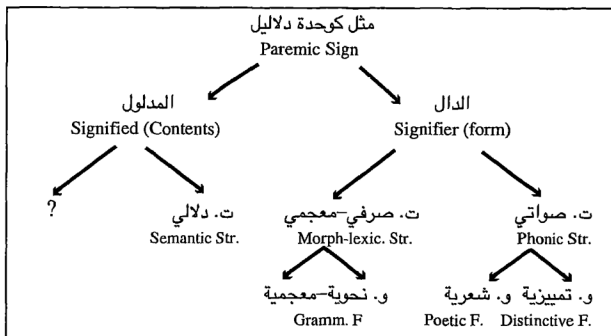 مثل كوحدة دلاليل
Paremic Sign
المدلول
الدال
Signified (Contents)
Signifier (form)
?
ت. دلالي
ت. صرفي–معجمي
ت. صواتي
Semantic Str.
Morph-lexic. Str.
Phonic Str.
و. نحوية–معجمية
و. تمييزية و. شعرية
Gramm. F
Poetic F. Distinctive F.